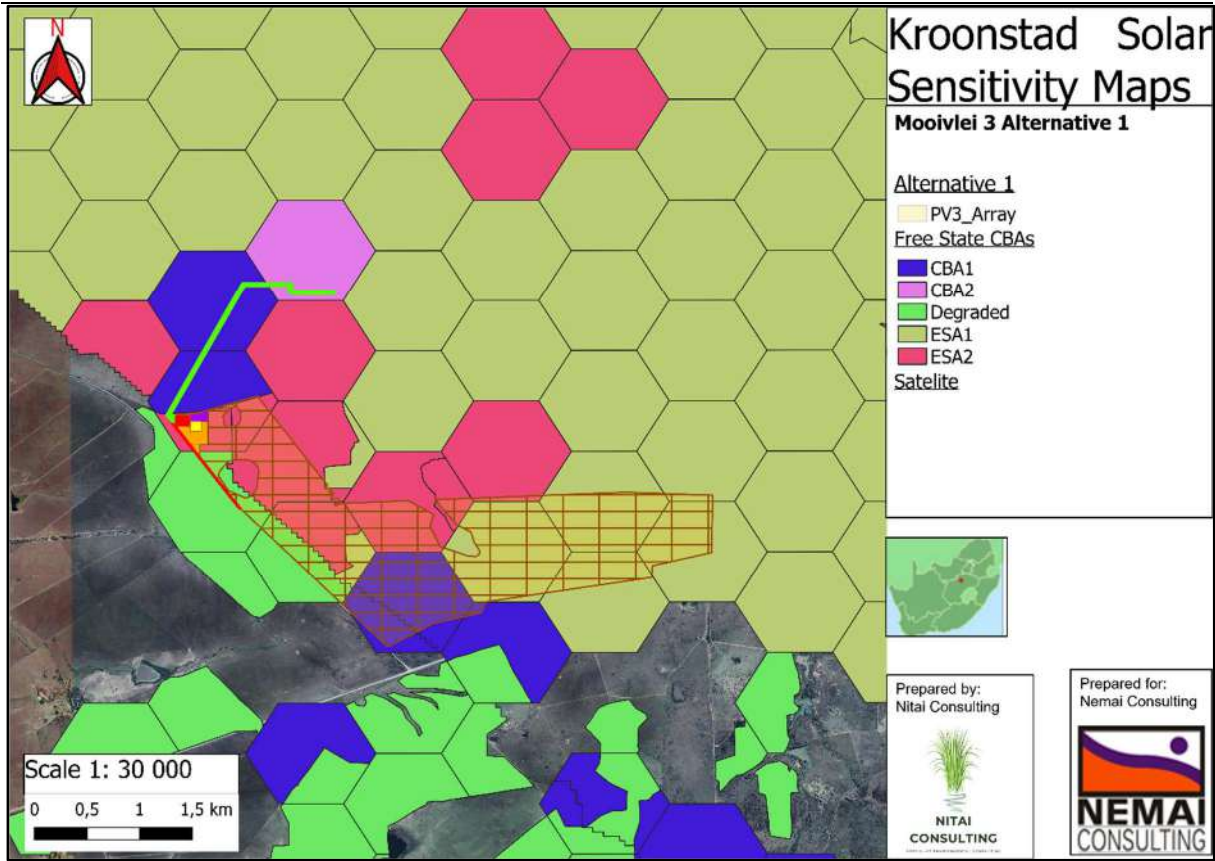 N
Kroonstad Solar
Sensitivity Maps
Mooivlei 3 Alternative 1
Alternative 1
PV3_Array
Free State CBAs
CBA1
CBA2
Degraded
ESA1
ESA2
Satelite
Scale 1: 30 000
0 0,5 1 1,5 km
Prepared by:
Nitai Consulting
NITAI
CONSULTING
Prepared for:
Nemai Consulting
NEMAI
CONSULTING